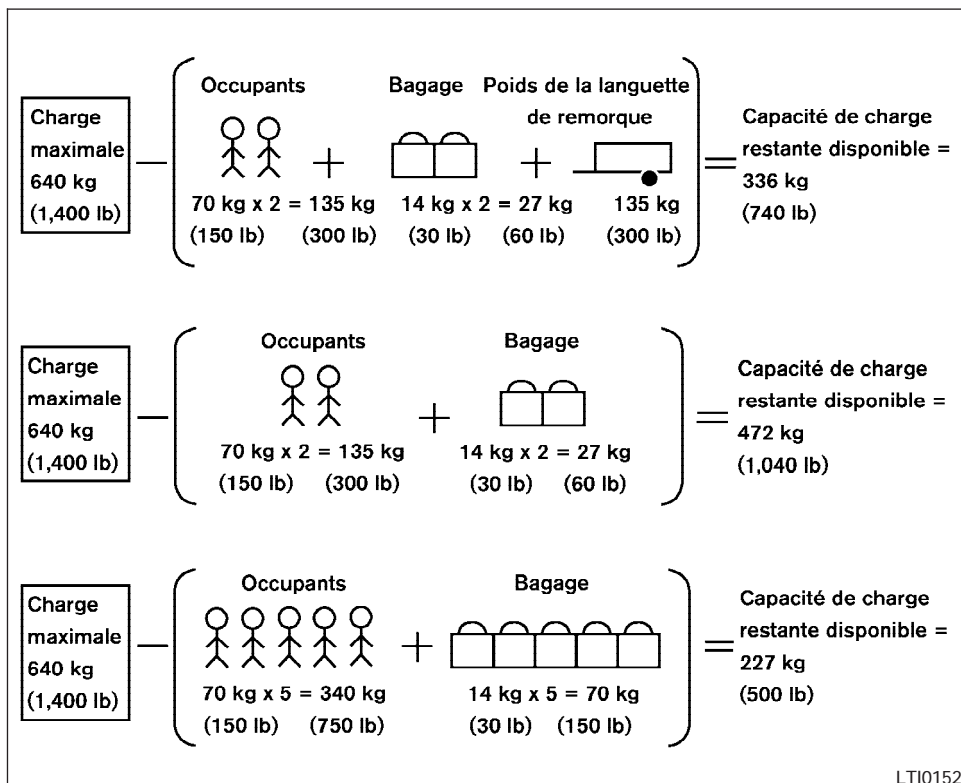 Occupants Bagage Poids de la languette
de remorque
Charge
maximale
640 kg
(1,400 lb)
70 kg x 2 = 135 kg 14 kg x 2 = 27 kg 135 kg
(150 lb) (300 lb) (30 lb) (60 lb) (300 lb)
Capacité de charge
restante disponible =
336 kg
(740 lb)
Occupants Bagage
Charge
maximale
640 kg
(1,400 lb)
70 kg x 2 = 135 kg 14 kg x 2 = 27 kg
(150 lb) (300 lb) (30 lb) (60 lb)
Capacité de charge
restante disponible =
472 kg
(1,040 lb)
Occupants Bagage
Charge
maximale
640 kg
(1,400 lb)
70 kg x 5 = 340 kg 14 kg x 5 = 70 kg
(150 lb) (750 lb) (30 lb) (150 lb)
Capacité de charge
restante disponible =
227 kg
(500 lb)
LTI0152